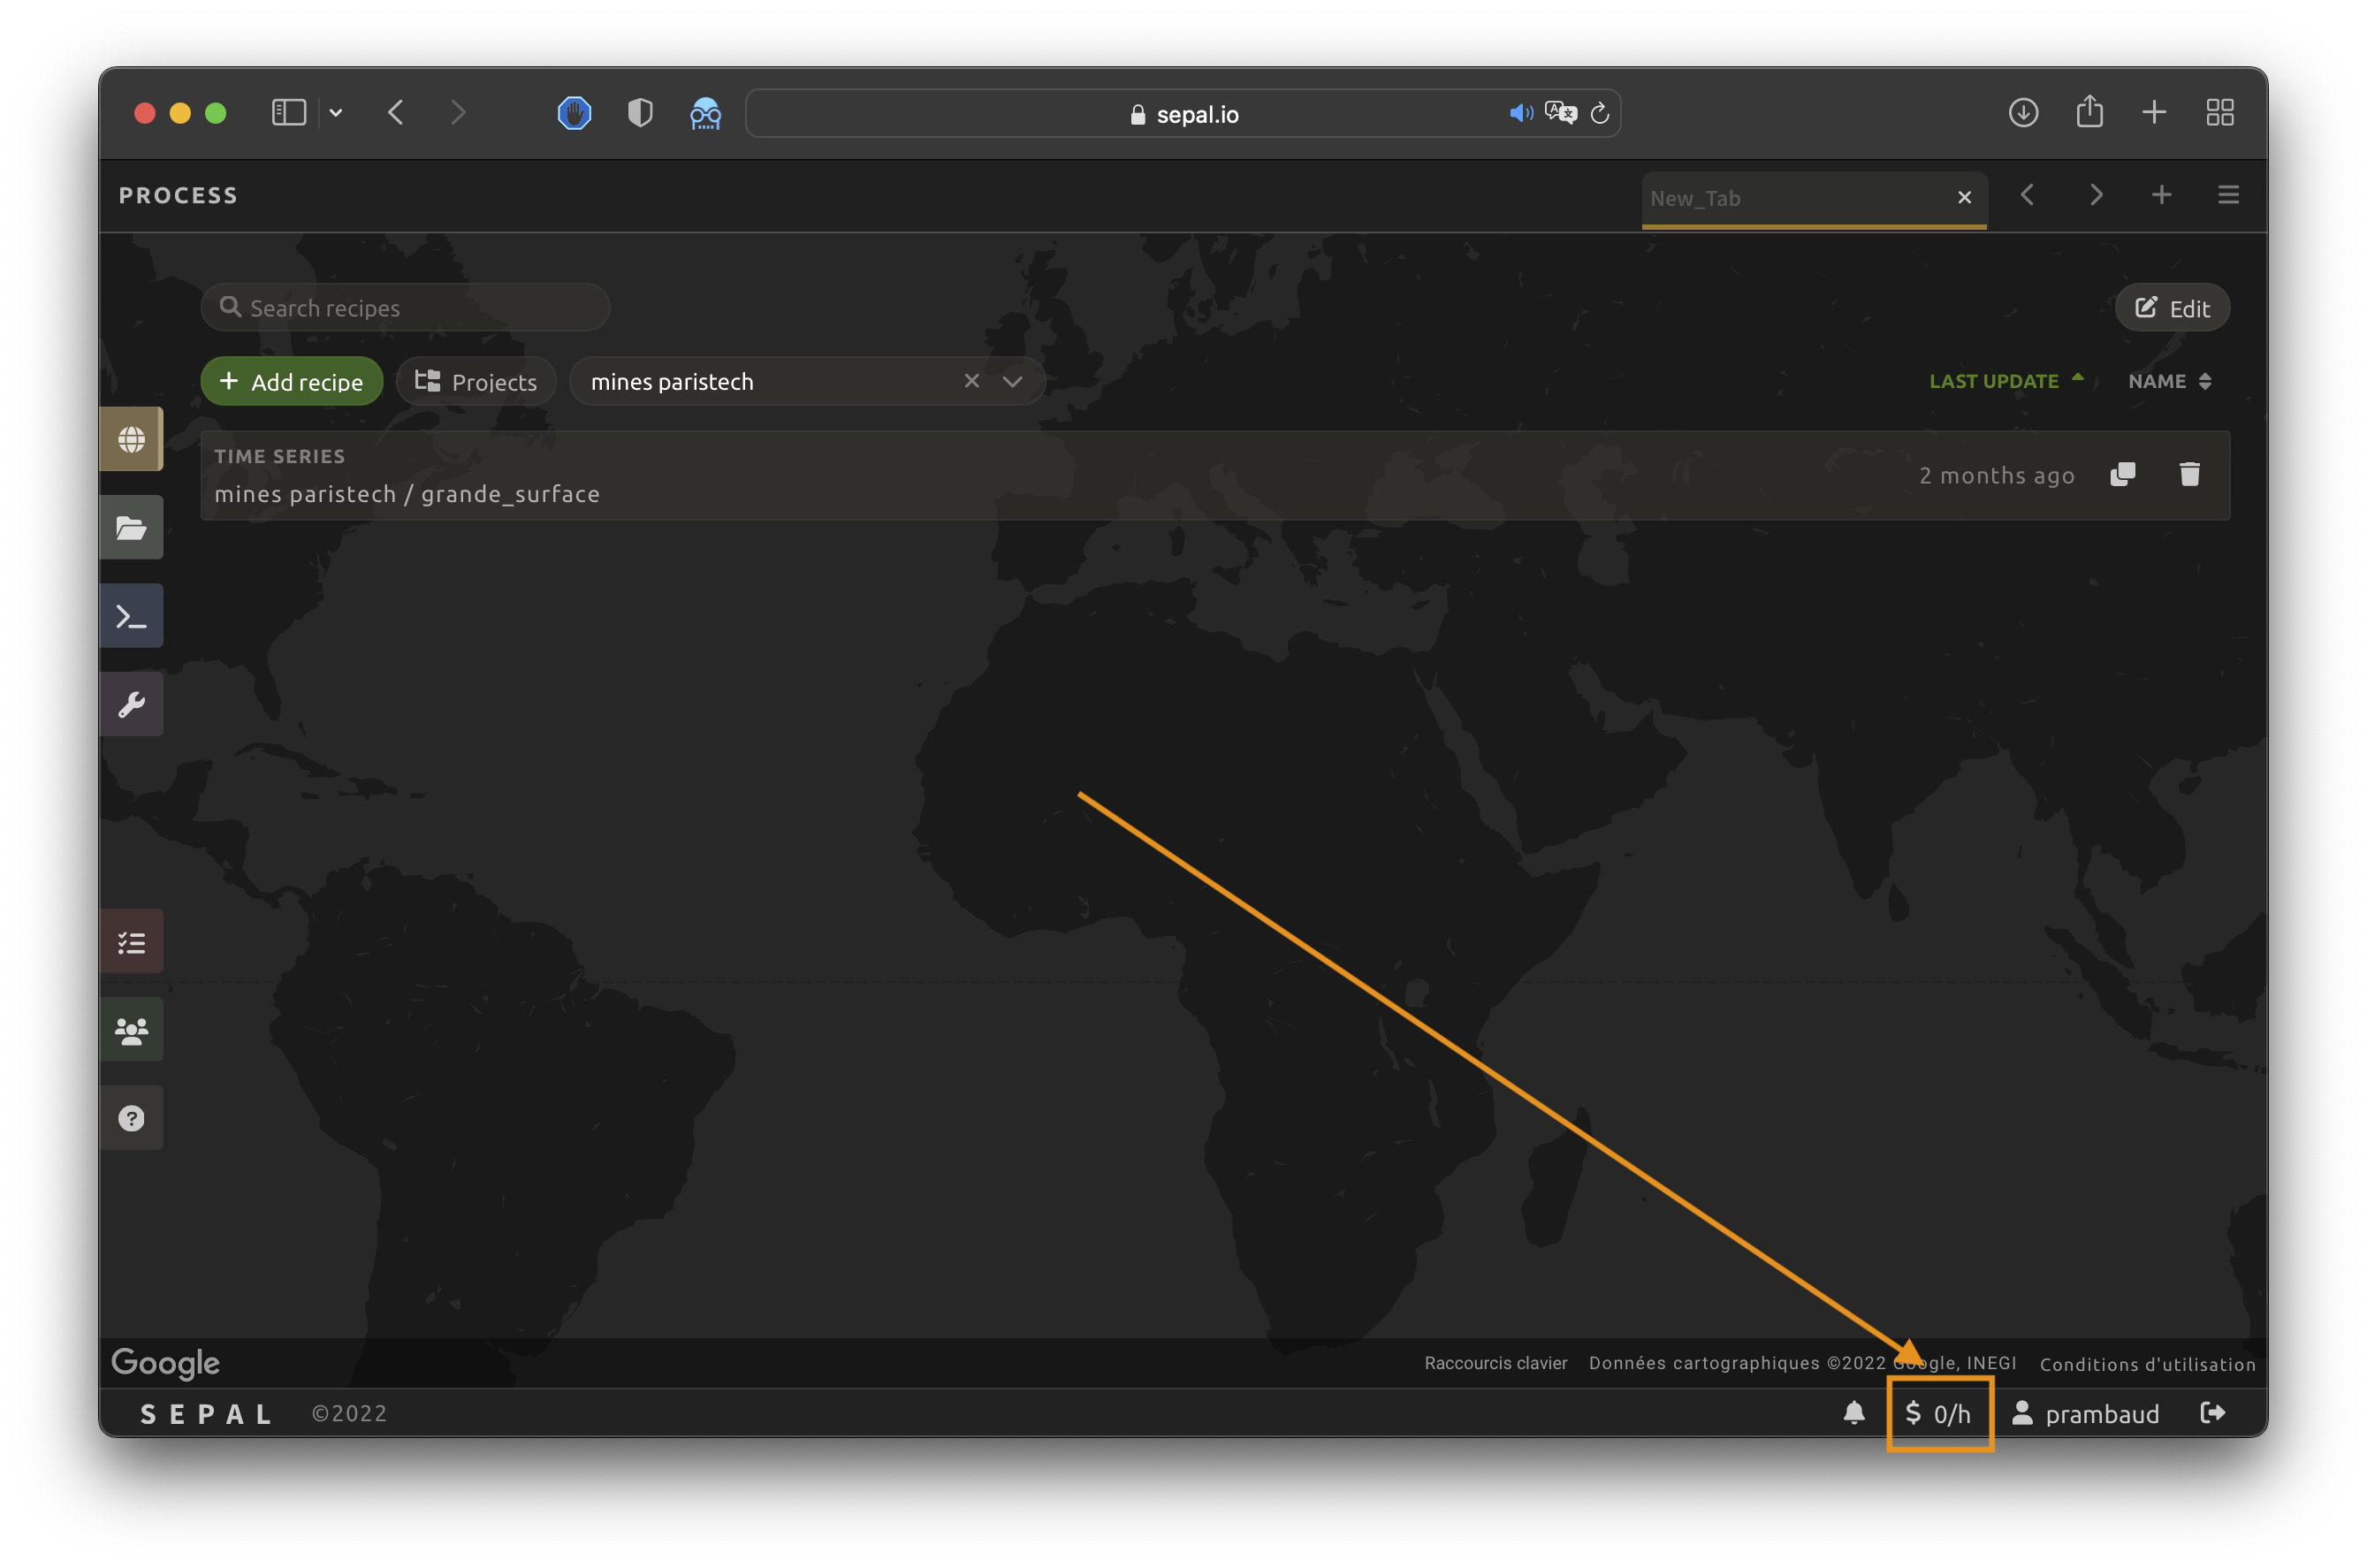 sepal.io
PROCESS
New_Tab
Search recipes
Edit
Add recipe
Projects
mines paristech
LAST UPDATE
NAME
TIME SERIES
mines paristech / grande_surface
2 months ago
Google
Raccourcis clavier
Données cartographiques ©2022 Google, INEGI
Conditions d'utilisation
SEPAL
©2022
$ 0/h
prambaud